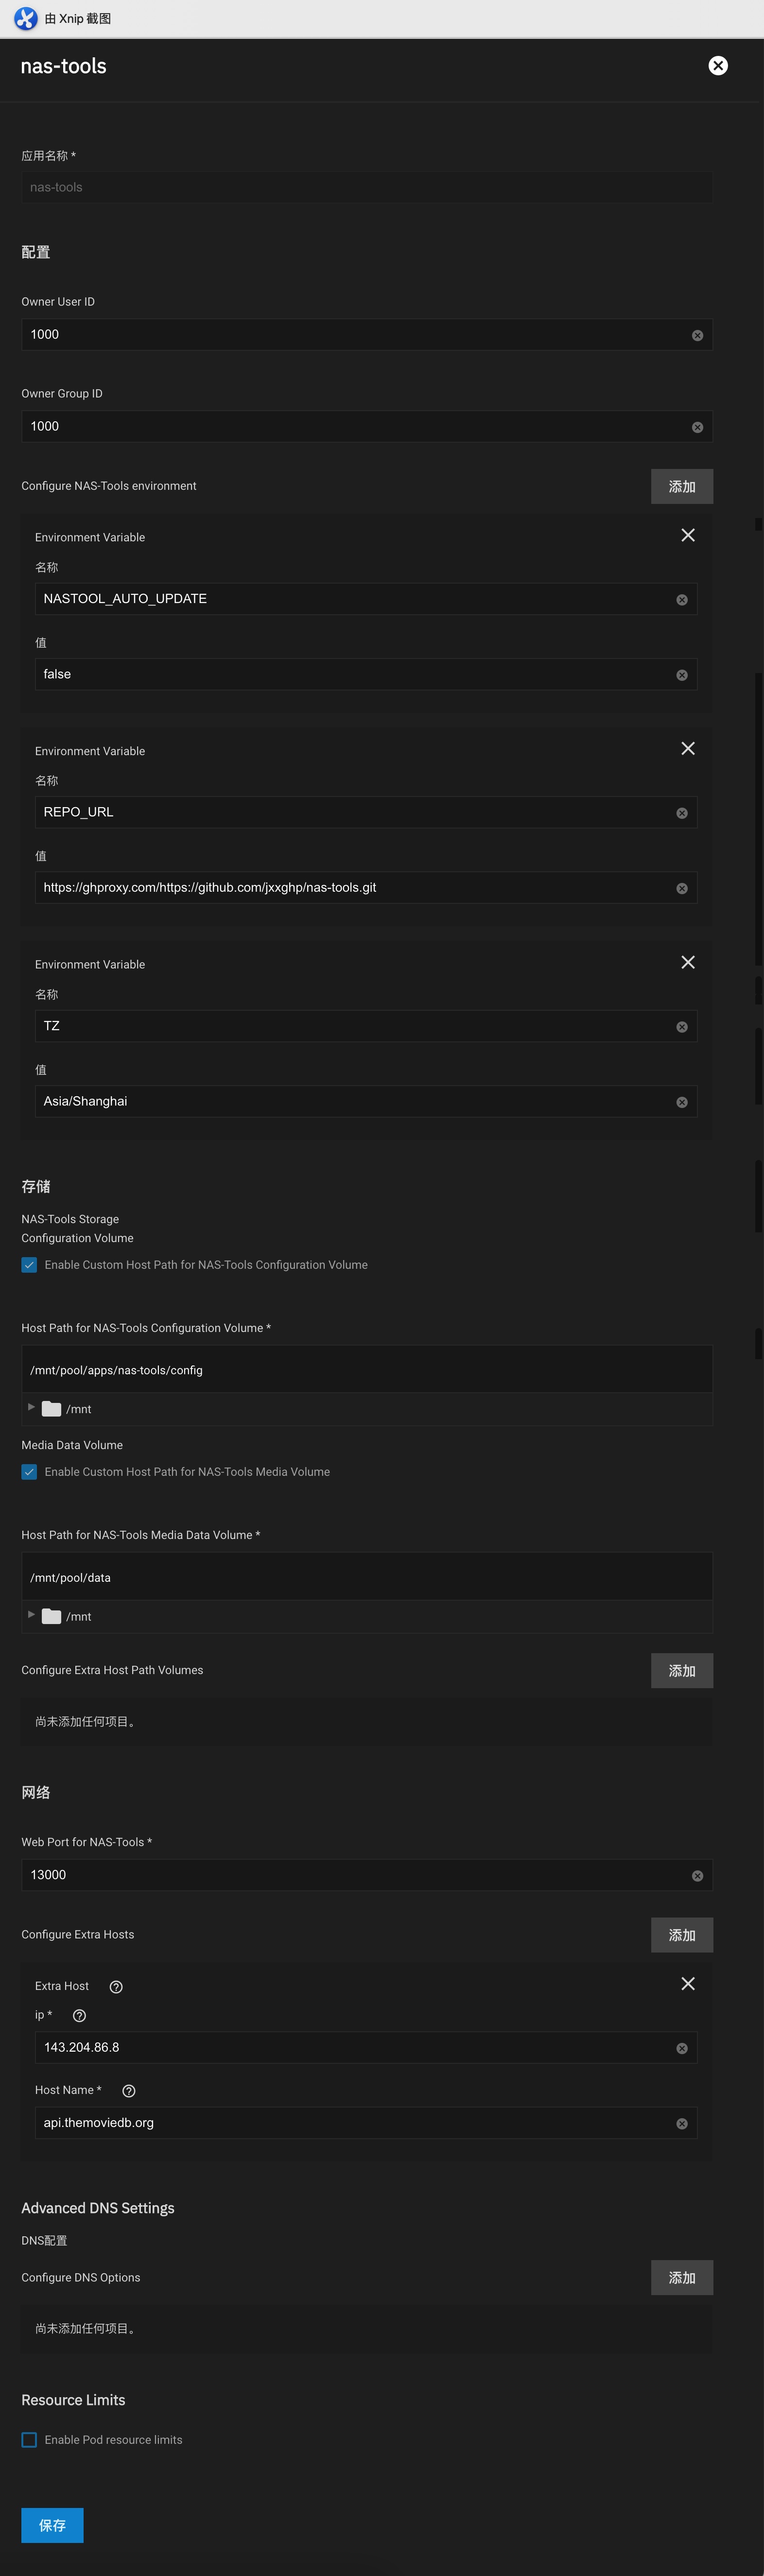 由 Xnip 截图
nas-tools
应用名称 *
nas-tools
配置
Owner User ID
1000
Owner Group ID
1000
Configure NAS-Tools environment
添加
Environment Variable
名称
NASTOOL_AUTO_UPDATE
值
false
Environment Variable
名称
REPO_URL
值
https://ghproxy.com/https://github.com/jxxghp/nas-tools.git
Environment Variable
名称
TZ
值
Asia/Shanghai
存储
NAS-Tools Storage
Configuration Volume
Enable Custom Host Path for NAS-Tools Configuration Volume
Host Path for NAS-Tools Configuration Volume *
/mnt/pool/apps/nas-tools/config
/mnt
Media Data Volume
Enable Custom Host Path for NAS-Tools Media Volume
Host Path for NAS-Tools Media Data Volume *
/mnt/pool/data
/mnt
Configure Extra Host Path Volumes
添加
尚未添加任何项目。
网络
Web Port for NAS-Tools *
13000
Configure Extra Hosts
添加
Extra Host
ip *
143.204.86.8
Host Name *
api.themoviedb.org
Advanced DNS Settings
DNS配置
Configure DNS Options
添加
尚未添加任何项目。
Resource Limits
Enable Pod resource limits
保存